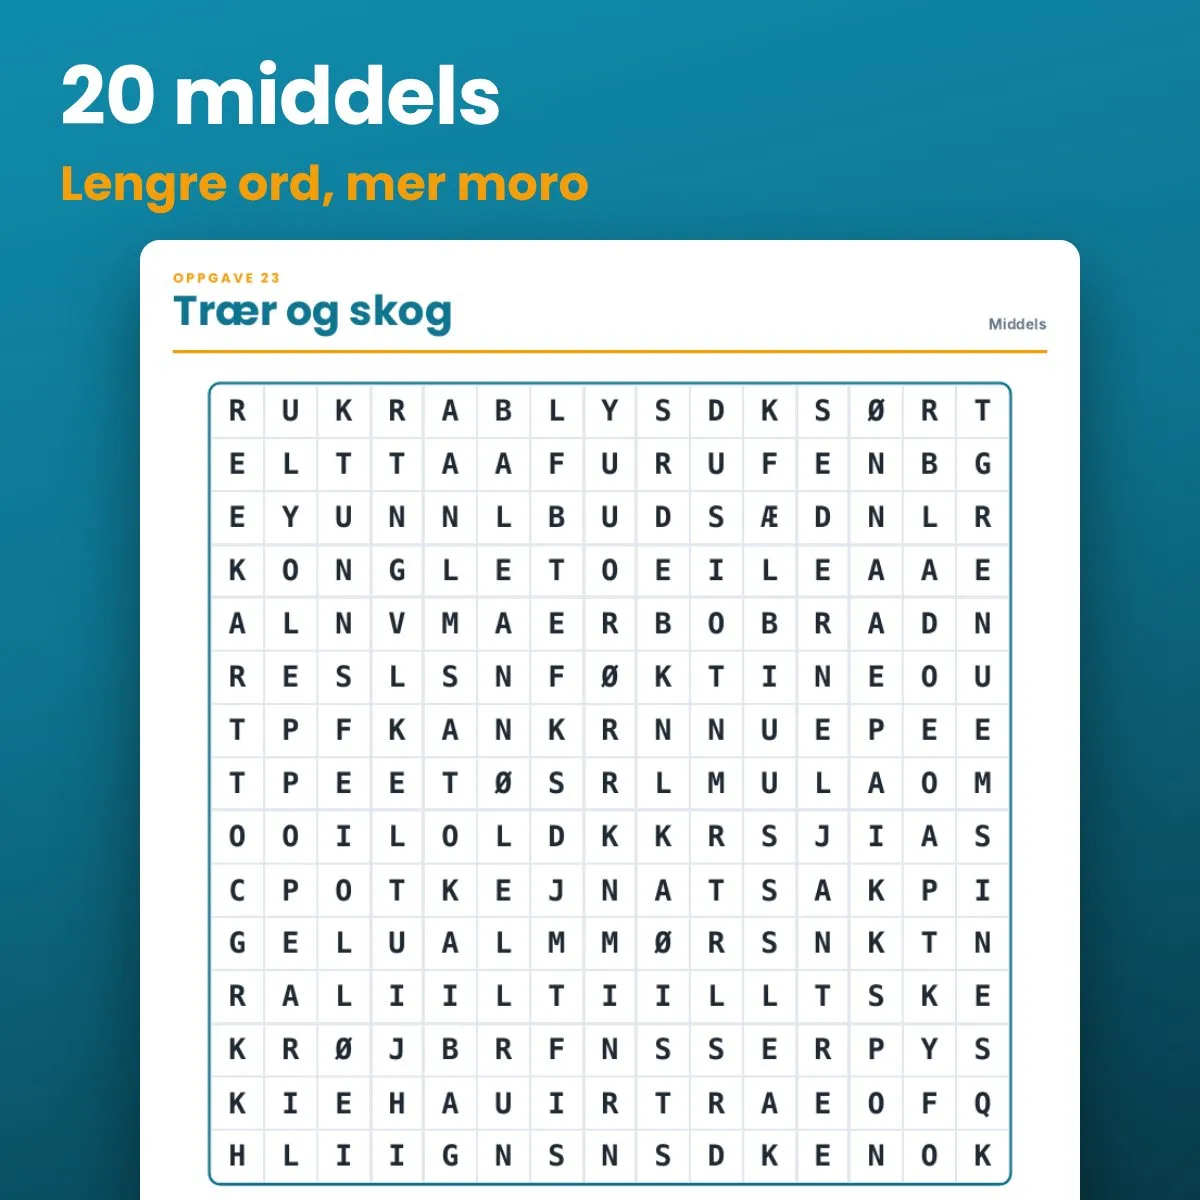 20 middels
Lengre ord, mer moro
OPPGAVE 23
Trær og skog
Middels
R U K R A B L Y S D K S Ø R T
E L T T A A F U R U F E N B G
E Y U N N L B U D S Æ D N L R
K O N G L E T O E I L E A A E
A L N V M A E R B O B R A D N
R E S L S N F Ø K T I N E O U
T P F K A N K R N N U E P E E
T P E E T Ø S R L M U L A O M
O O I L O L D K K R S J I A S
C P O T K E J N A T S A K P I
G E L U A L M M Ø R S N K T N
R A L I I L T I I L L T S K E
K R Ø J B R F N S S E R P Y S
K I E H A U I R T R A E O F Q
H L I I G N S N S D K E N O K